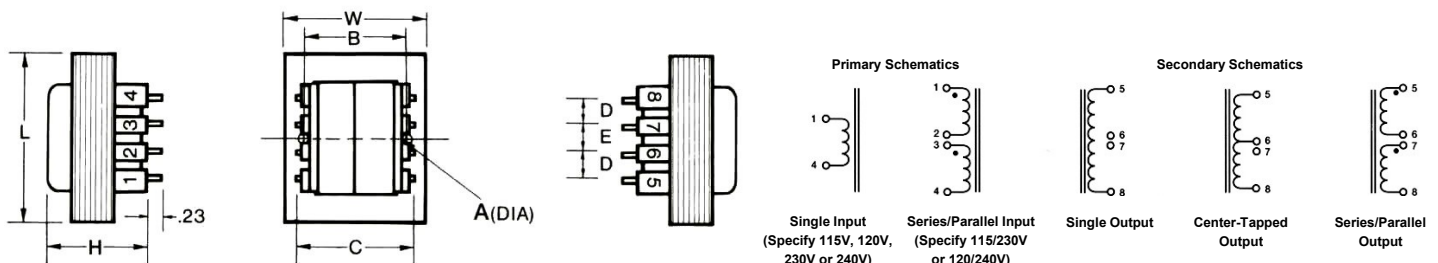 W
B
L
4
3
2
1
.23
H
A(DIA)
C
8
7
6
5
D
E
D
Primary Schematics
1
4
1
2
3
4
Single Input
(Specify 115V, 120V,
230V or 240V)
Series/Parallel Input
(Specify 115/230V
or 120/240V)
Secondary Schematics
5
6
7
8
5
6
7
8
5
6
7
8
Single Output
Center-Tapped
Output
Series/Parallel
Output